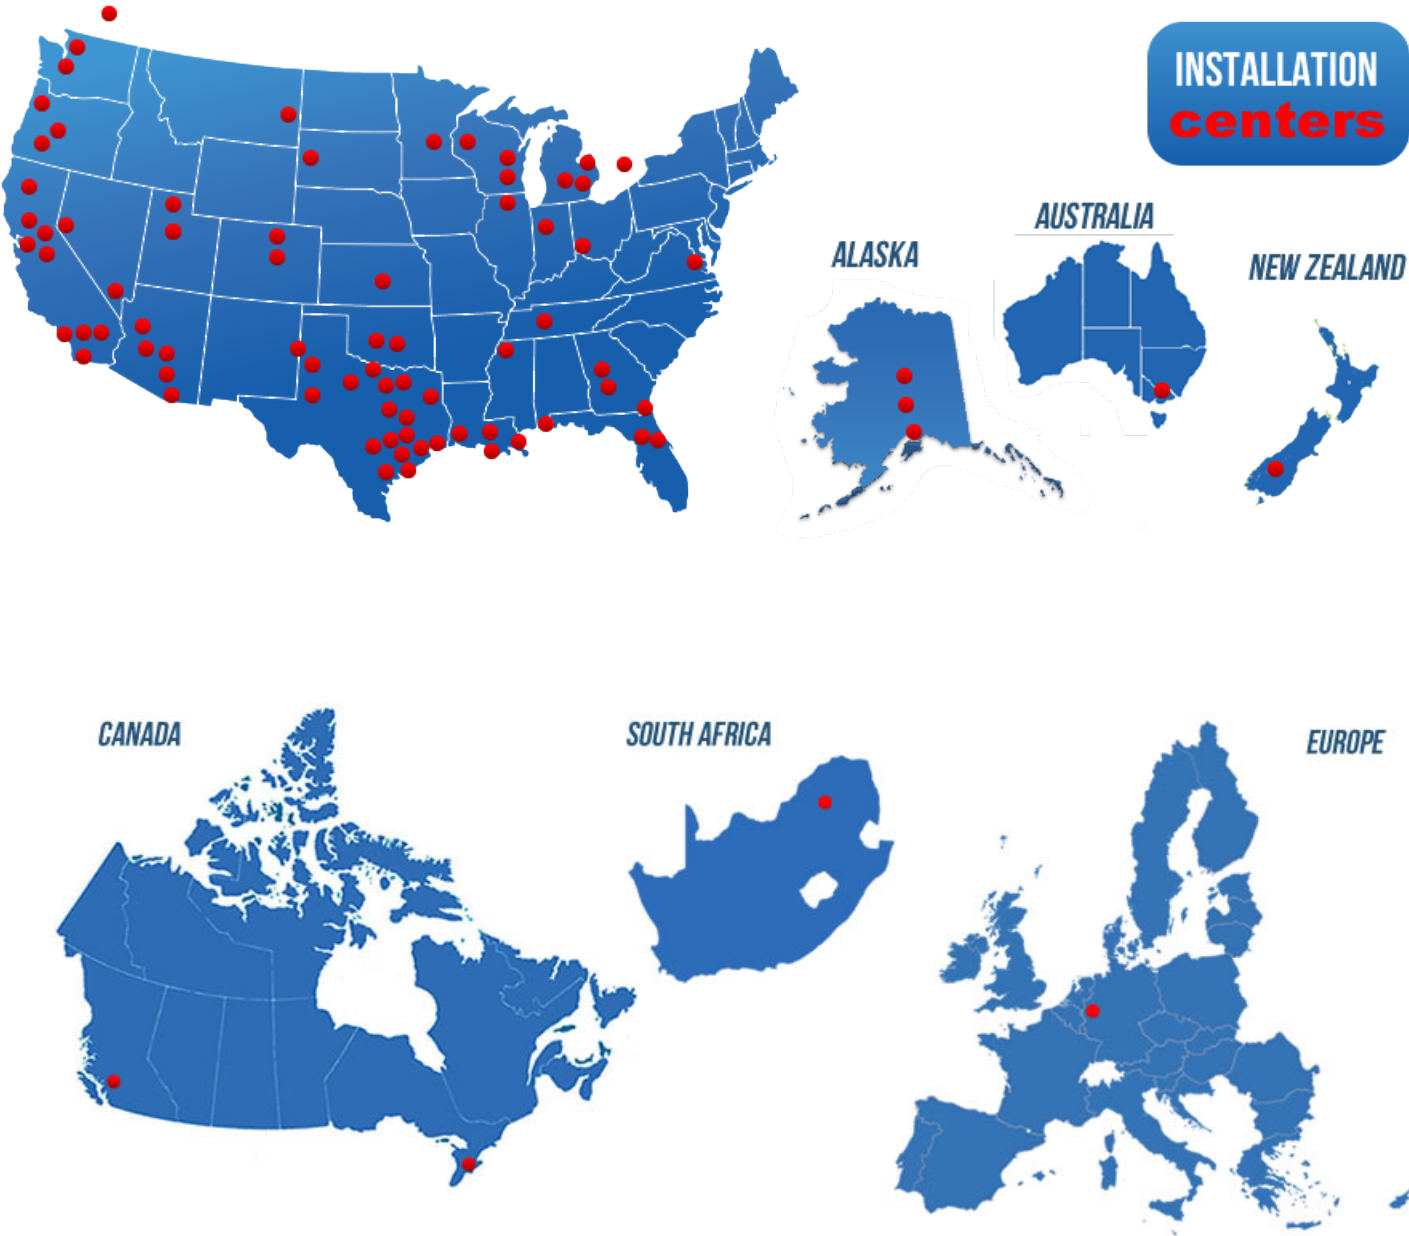 INSTALLATION
centers
AUSTRALIA
ALASKA
NEW ZEALAND
CANADA
SOUTH AFRICA
EUROPE